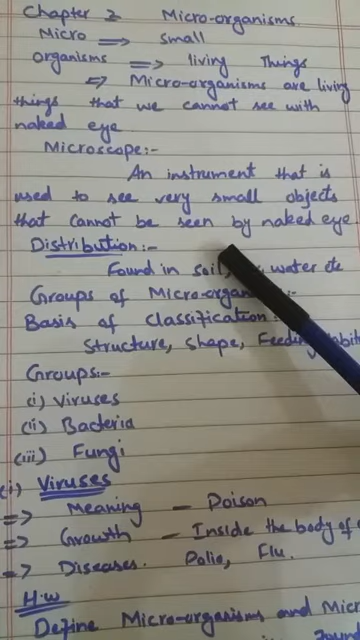 Chapter 2 Micro-organisms
Micro ⇒ small
organisms ⇒ living Things
⇒ Micro-organisms are living
things that we cannot see with
naked eye
Microscope:-
An instrument that is
used to see very small objects
that cannot be seen by naked eye
Distribution:-
Found in soil, water etc
Groups of Micro-organ :-
Basis of Classification:
Structure, Shape, Feeding
Groups:-
(i) Viruses
(ii) Bacteria
(iii) Fungi
(i) Viruses
⇒ Meaning - Poison
⇒ Growth - Inside the body of
⇒ Diseases. Polio, Flu.
H.W
Define Micro-organisms and Micr
Found